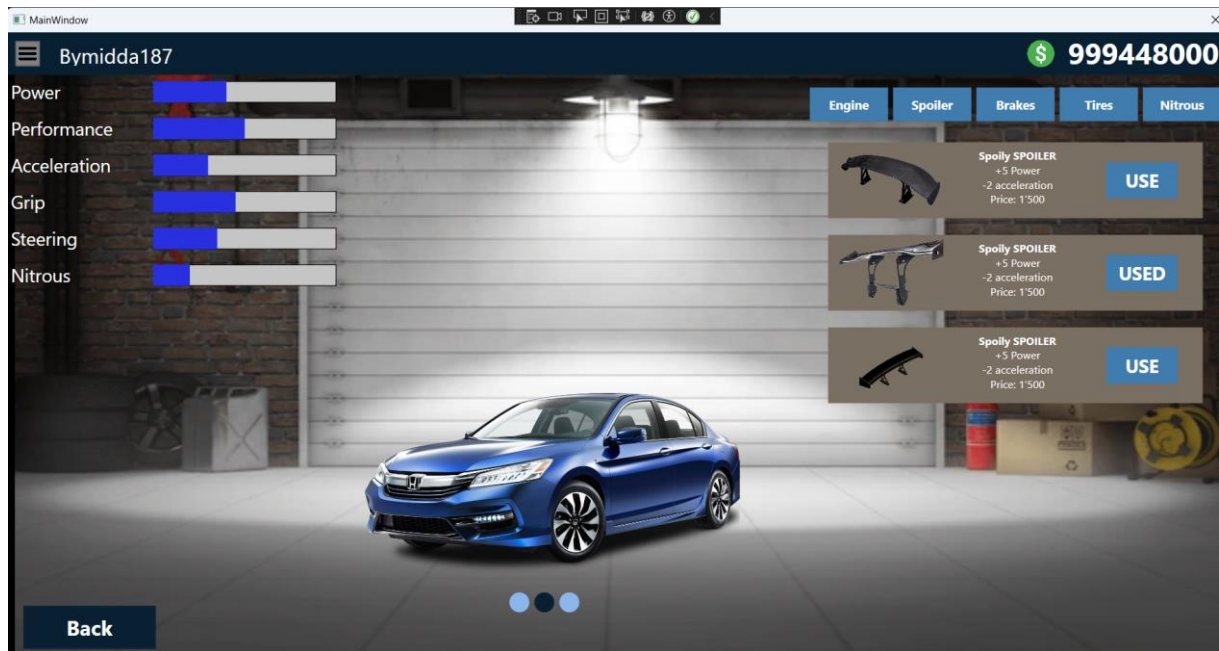 MainWindow
Bymidda187
$ 999448000
Power
Performance
Acceleration
Grip
Steering
Nitrous
Engine Spoiler Brakes Tires Nitrous
Spoily SPOILER
+5 Power
-2 acceleration
Price: 1'500
USE
Spoily SPOILER
+5 Power
-2 acceleration
Price: 1'500
USED
Spoily SPOILER
+5 Power
-2 acceleration
Price: 1'500
USE
Back